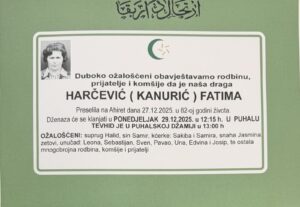 Duboko ožalošćeni obavještavamo rodbinu,
prijatelje i komšije da je naša draga
HARČEVIĆ ( KANURIĆ ) FATIMA
Preselila na Ahiret dana 27.12.2025. u 62-oj godini života.
Dženaza će se klanjati u PONEDJELJAK 29.12.2025. u 12:15 h. U PUHALU
TEVHID JE U PUHALSKOJ DŽAMIJI u 13:00 h
OŽALOŠĆENI: suprug Halid, sin Samir, kćerke: Sakiba i Samira, snaha Jasmina,
zetovi, unučad: Leona, Sebastijan, Sven, Pavao, Una, Edvina i Josip, te ostala
mnogobrojna rodbina, komšije i prijatelji